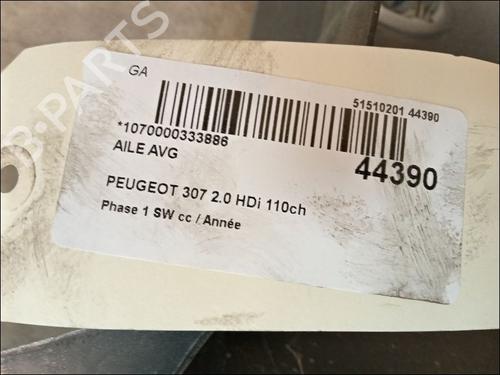 GA
51510201 44390
*1070000333886
AILE AVG
44390
PEUGEOT 307 2.0 HDi 110ch
Phase 1 SW cc / Année
B-PARTS